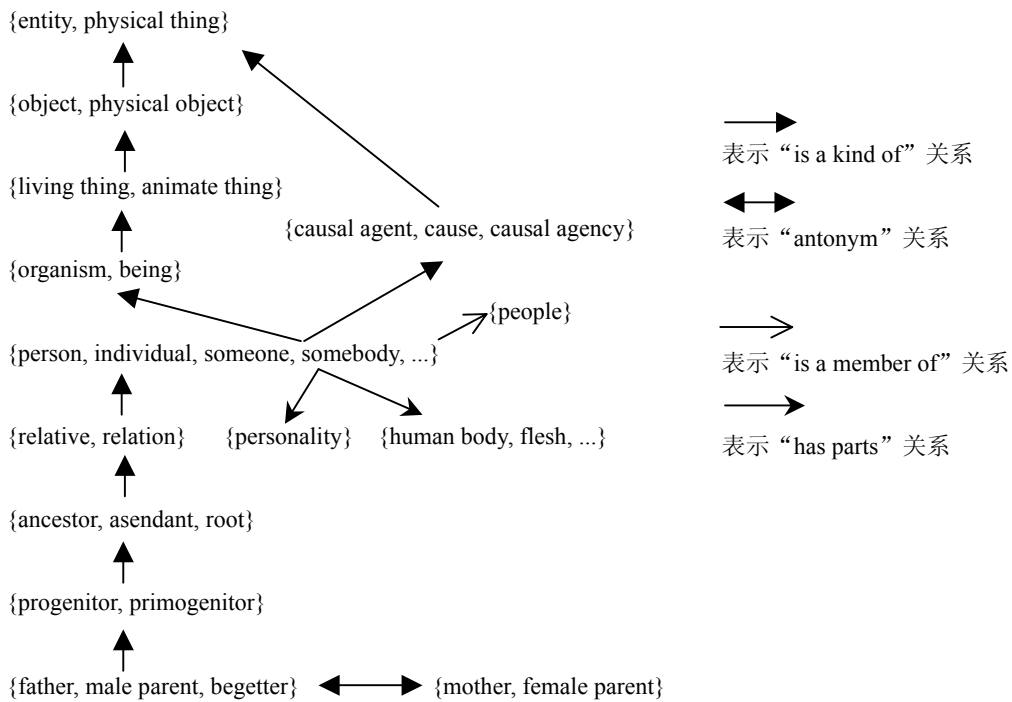 {entity, physical thing}
{object, physical object}
{living thing, animate thing}
{causal agent, cause, causal agency}
{organism, being}
{people}
{person, individual, someone, somebody, ...}
{relative, relation}
{personality}
{human body, flesh, ...}
{ancestor, asendant, root}
{progenitor, primogenitor}
{father, male parent, begetter}
{mother, female parent}
表示“is a kind of”关系
表示“antonym”关系
表示“is a member of”关系
表示“has parts”关系